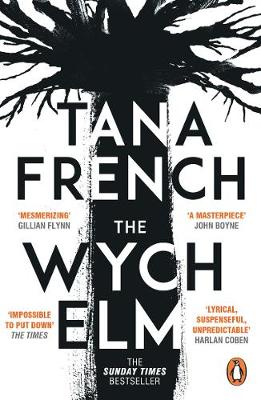 TANA
FRENCH
'MESMERIZING'
GILLIAN FLYNN
THE
'A MASTERPIECE'
JOHN BOYNE
WYCH
ELM
'IMPOSSIBLE
TO PUT DOWN'
THE TIMES
'LYRICAL,
SUSPENSEFUL,
UNPREDICTABLE'
HARLAN COBEN
THE
SUNDAY TIMES
BESTSELLER